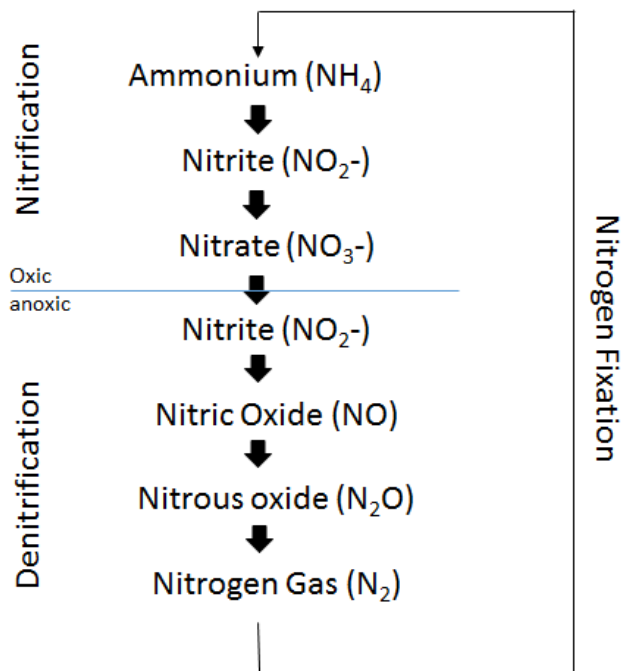 Nitrification
Ammonium (NH₄)
Nitrite (NO₂-)
Nitrate (NO₃-)
Oxic
anoxic
Denitrification
Nitrite (NO₂-)
Nitric Oxide (NO)
Nitrous oxide (N₂O)
Nitrogen Gas (N₂)
Nitrogen Fixation